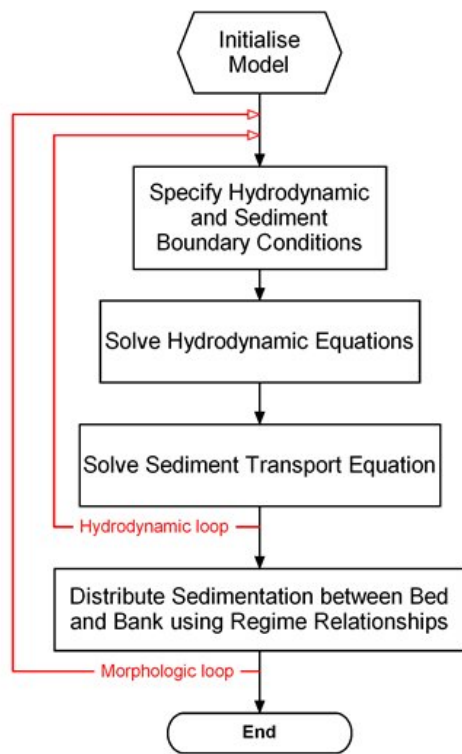 Initialise
Model
Specify Hydrodynamic
and Sediment
Boundary Conditions
Solve Hydrodynamic Equations
Solve Sediment Transport Equation
Hydrodynamic loop
Distribute Sedimentation between Bed
and Bank using Regime Relationships
Morphologic loop
End